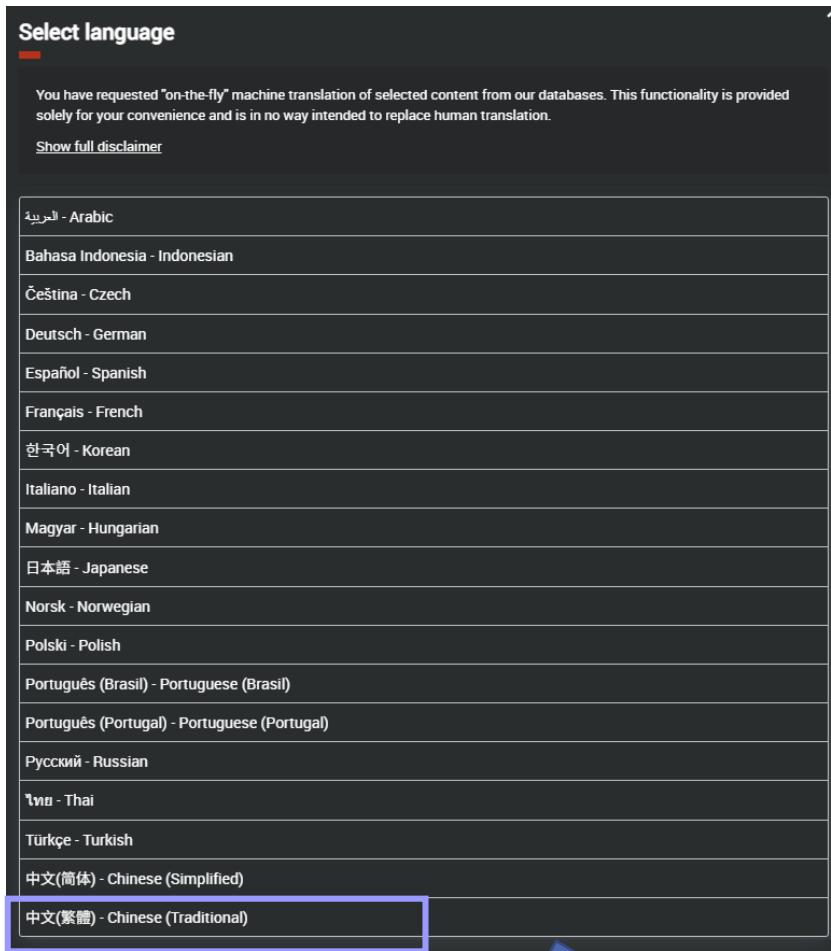 Select language
You have requested "on-the-fly" machine translation of selected content from our databases. This functionality is provided
solely for your convenience and is in no way intended to replace human translation.
Show full disclaimer
العربية - Arabic
Bahasa Indonesia - Indonesian
Čeština - Czech
Deutsch - German
Español - Spanish
Français - French
한국어 - Korean
Italiano - Italian
Magyar - Hungarian
日本語 - Japanese
Norsk - Norwegian
Polski - Polish
Português (Brasil) - Portuguese (Brasil)
Português (Portugal) - Portuguese (Portugal)
Русский - Russian
ไทย - Thai
Türkçe - Turkish
中文(简体) - Chinese (Simplified)
中文(繁體) - Chinese (Traditional)